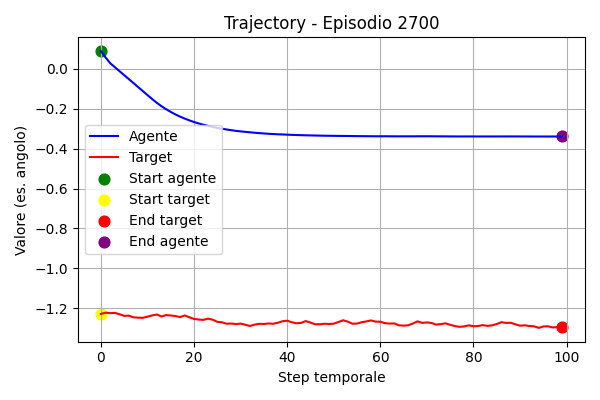 Trajectory - Episodio 2700
Valore (es. angolo)
0.0
−0.2
−0.4
−0.6
−0.8
−1.0
−1.2
Agente
Target
Start agente
Start target
End target
End agente
0 20 40 60 80 100
Step temporale